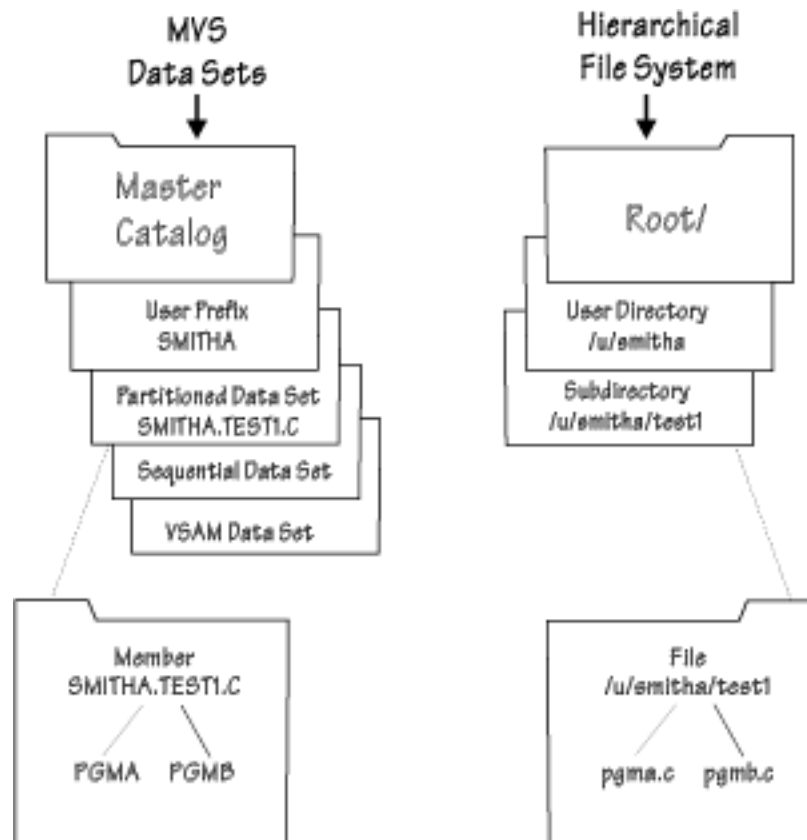 MVS
Data Sets
Master
Catalog
User Prefix
SMITHA
Partitioned Data Set
SMITHA.TEST1.C
Sequential Data Set
VSAM Data Set
Member
SMITHA.TEST1.C
PGMA PGMB
Hierarchical
File System
Root/
User Directory
/u/smitha
Subdirectory
/u/smitha/test1
File
/u/smitha/test1
pgma.c pgmb.c